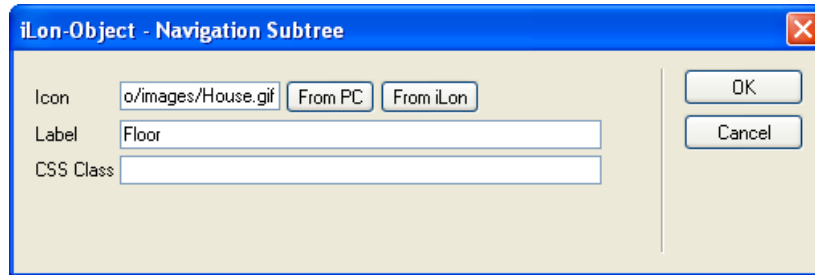 iLon-Object - Navigation Subtree
Icon o/images/House.gif From PC From iLon OK
Label Floor Cancel
CSS Class